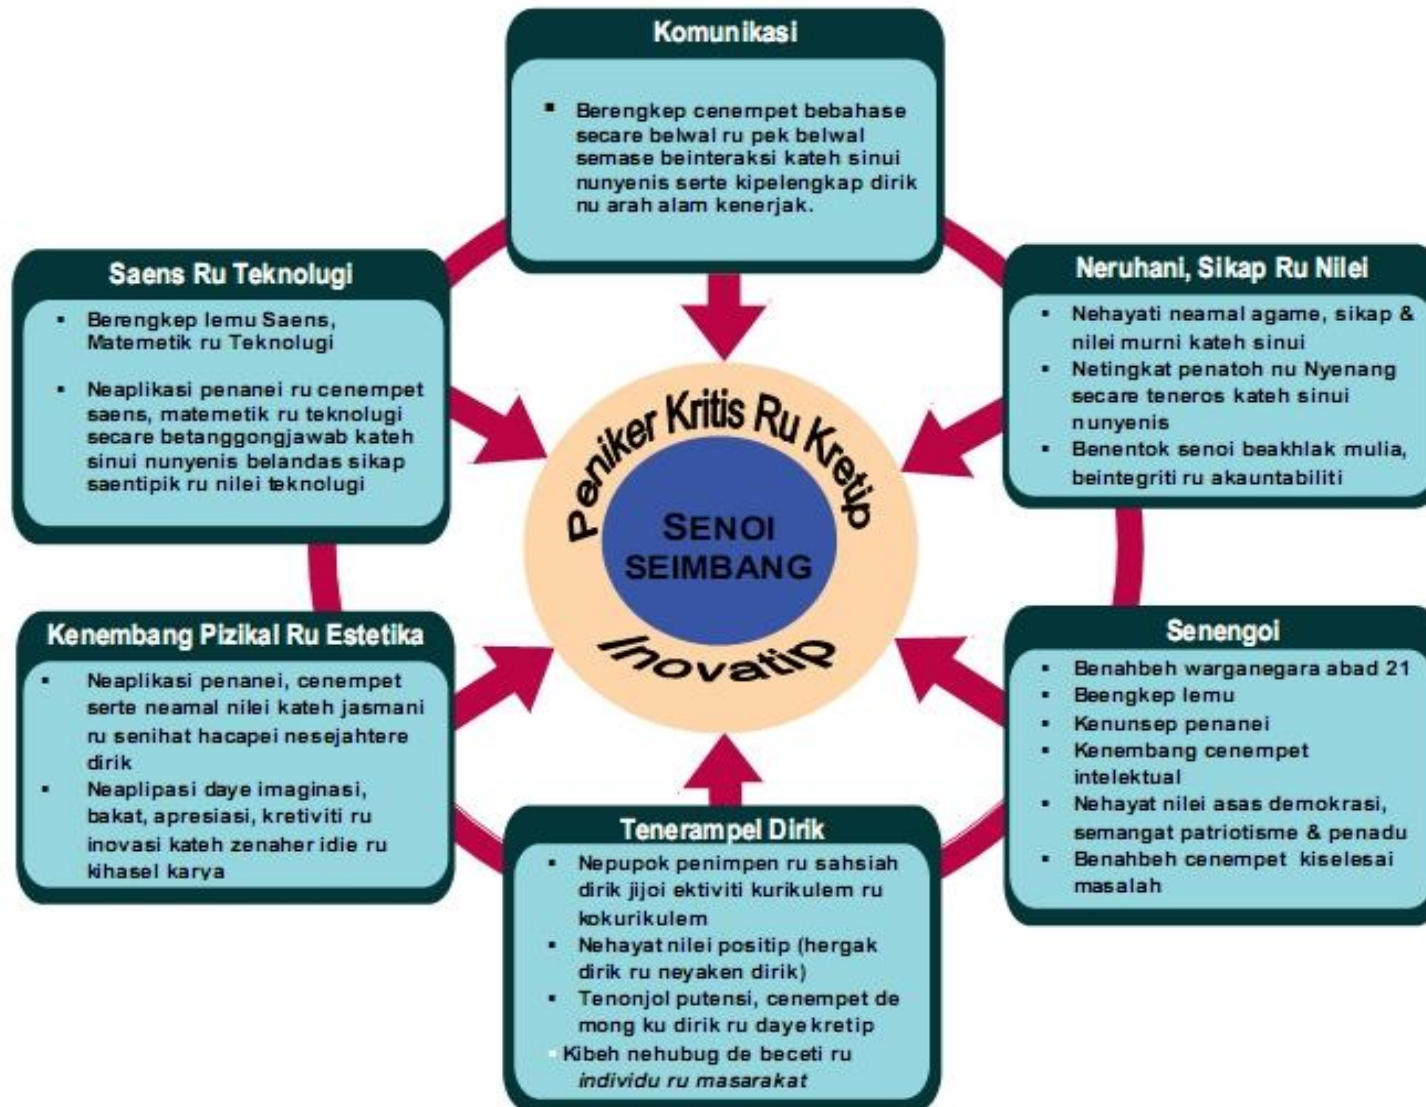 Komunikasi
▪ Berengkep cenempet bebahase
secare belwal ru pek belwal
semase beinteraksi kateh sinui
nunyenis serte kipelengkap dirik
nu arah alam kenerjak.
Saens Ru Teknolugi
▪ Berengkep lemu Saens,
Matemetik ru Teknolugi
▪ Neaplikasi penanei ru cenempet
saens, matemetik ru teknolugi
secare betanggongjawab kateh
sinui nunyenis belandas sikap
saentipik ru nilei teknolugi
Neruhani, Sikap Ru Nilei
▪ Nehayati neamal agame, sikap &
nilei murni kateh sinui
▪ Netingkat penatoh nu Nyenang
secare teneros kateh sinui
nunyenis
▪ Benentok senoi beakhlak mulia,
beintegriti ru akauntabiliti
Peniker Kritis Ru Kretip
SENOI
SEIMBANG
Inovatip
Kenembang Pizikal Ru Estetika
▪ Neaplikasi penanei, cenempet
serte neamal nilei kateh jasmani
ru senihat hacapei nesejahtere
dirik
▪ Neaplipasi daye imaginasi,
bakat, apresiasi, kretiviti ru
inovasi kateh zenaher idie ru
kihasel karya
Senengoi
▪ Benahbeh warganegara abad 21
▪ Beengkep lemu
▪ Kenunsep penanei
▪ Kenembang cenempet
intelektual
▪ Nehayat nilei asas demokrasi,
semangat patriotisme & penadu
▪ Benahbeh cenempet kiselesai
masalah
Tenerampel Dirik
▪ Nepupok penimpen ru sahsiah
dirik jijoi ektiviti kurikulem ru
kokurikulem
▪ Nehayat nilei positip (hergak
dirik ru neyaken dirik)
▪ Tenonjol putensi, cenempet de
mong ku dirik ru daye kretip
▪ Kibeh nehubug de beceti ru
individu ru masarakat